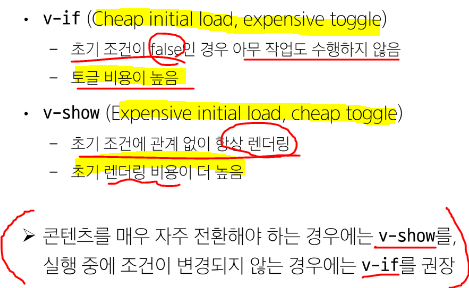 • v-if (Cheap initial load, expensive toggle)
– 초기 조건이 false인 경우 아무 작업도 수행하지 않음
– 토글 비용이 높음
• v-show (Expensive initial load, cheap toggle)
– 초기 조건에 관계 없이 항상 렌더링
– 초기 렌더링 비용이 더 높음
➢ 콘텐츠를 매우 자주 전환해야 하는 경우에는 v-show를,
실행 중에 조건이 변경되지 않는 경우에는 v-if를 권장